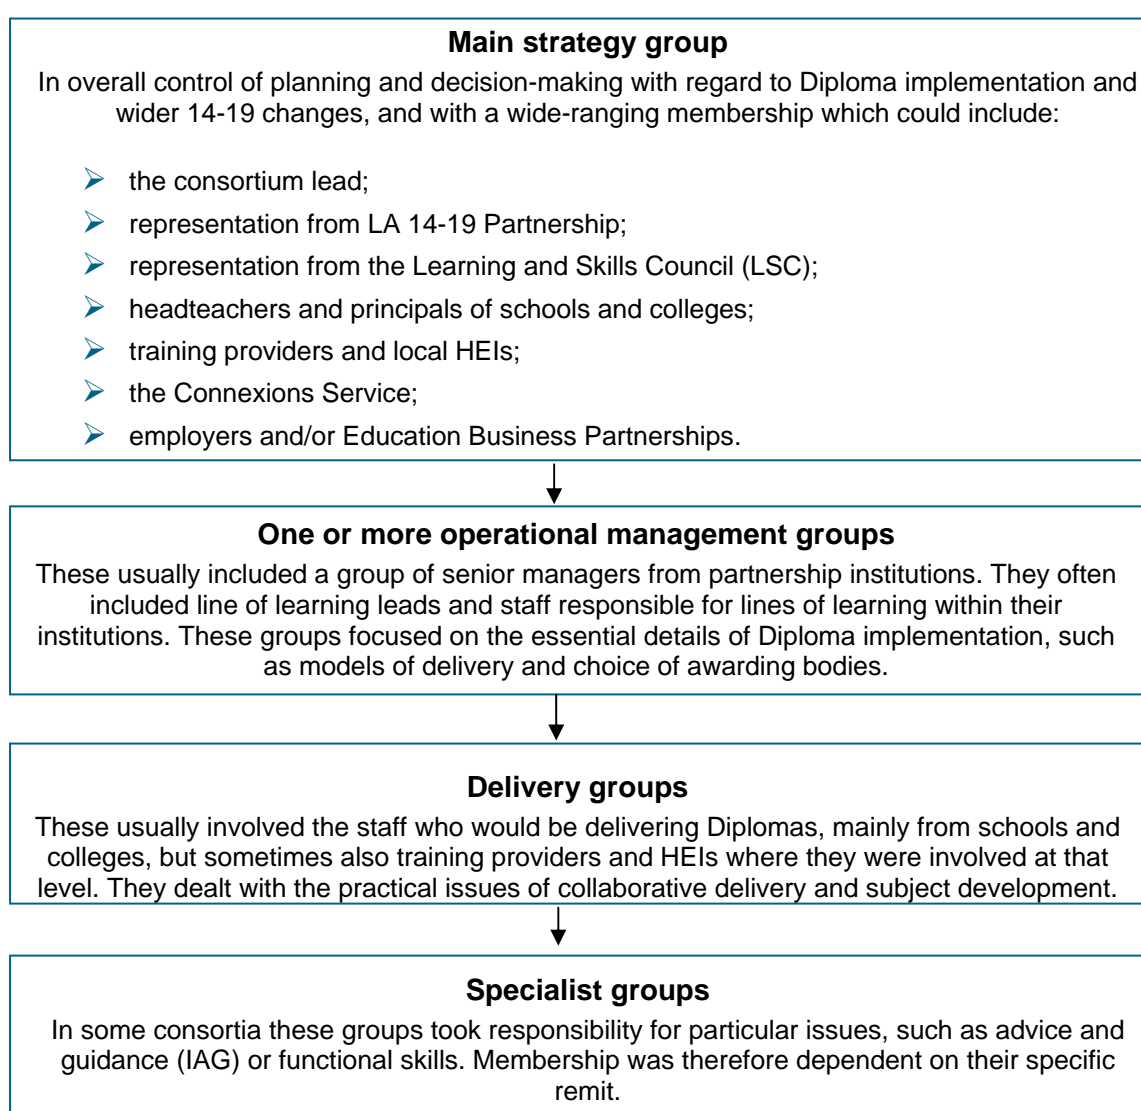 Main strategy group
In overall control of planning and decision-making with regard to Diploma implementation and
wider 14-19 changes, and with a wide-ranging membership which could include:
➢ the consortium lead;
➢ representation from LA 14-19 Partnership;
➢ representation from the Learning and Skills Council (LSC);
➢ headteachers and principals of schools and colleges;
➢ training providers and local HEIs;
➢ the Connexions Service;
➢ employers and/or Education Business Partnerships.
One or more operational management groups
These usually included a group of senior managers from partnership institutions. They often
included line of learning leads and staff responsible for lines of learning within their
institutions. These groups focused on the essential details of Diploma implementation, such
as models of delivery and choice of awarding bodies.
Delivery groups
These usually involved the staff who would be delivering Diplomas, mainly from schools and
colleges, but sometimes also training providers and HEIs where they were involved at that
level. They dealt with the practical issues of collaborative delivery and subject development.
Specialist groups
In some consortia these groups took responsibility for particular issues, such as advice and
guidance (IAG) or functional skills. Membership was therefore dependent on their specific
remit.